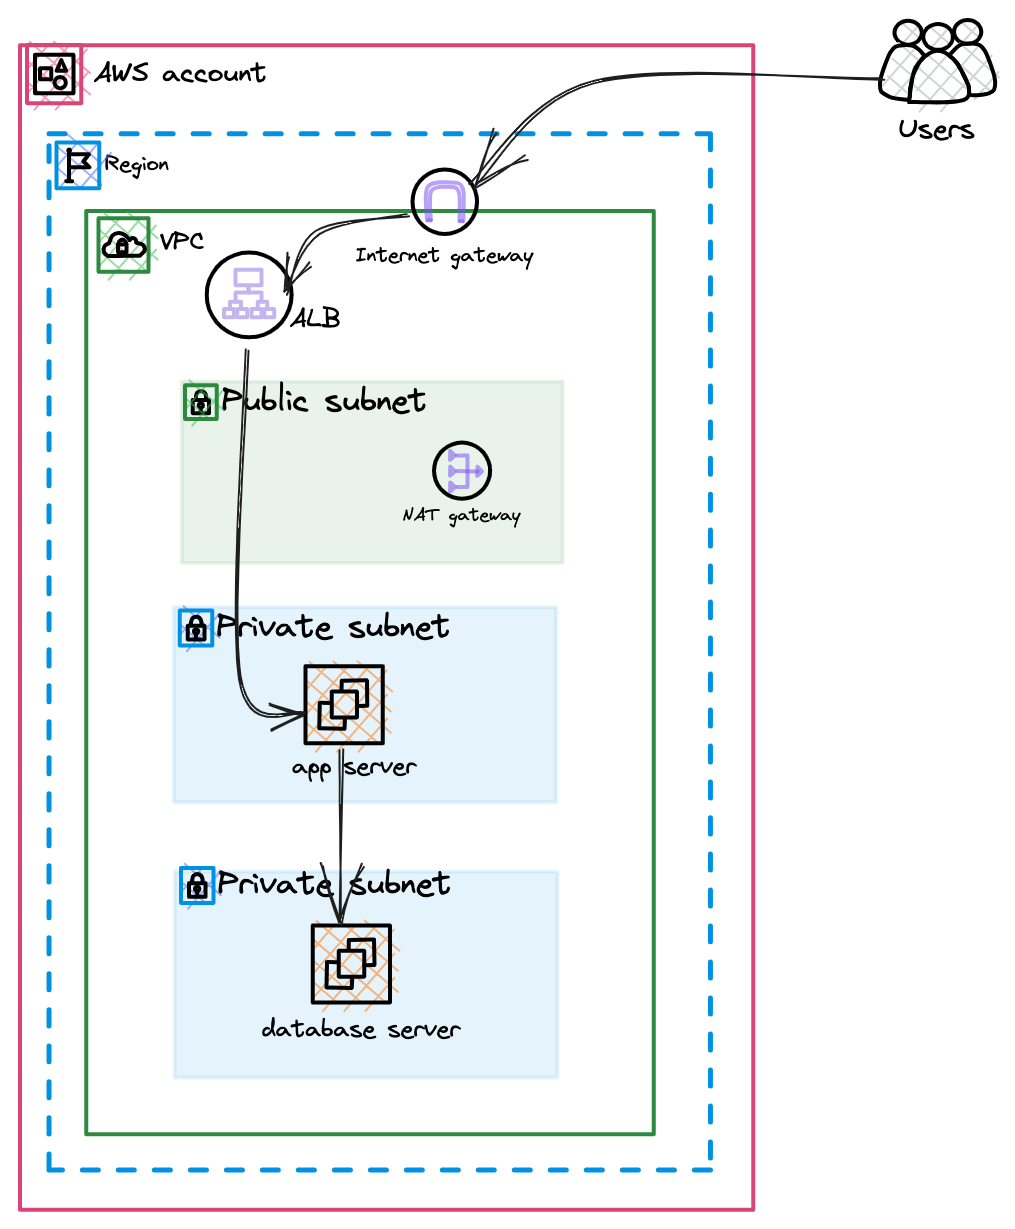 AWS account
Users
Region
VPC
Internet gateway
ALB
Public subnet
NAT gateway
Private subnet
app server
Private subnet
database server